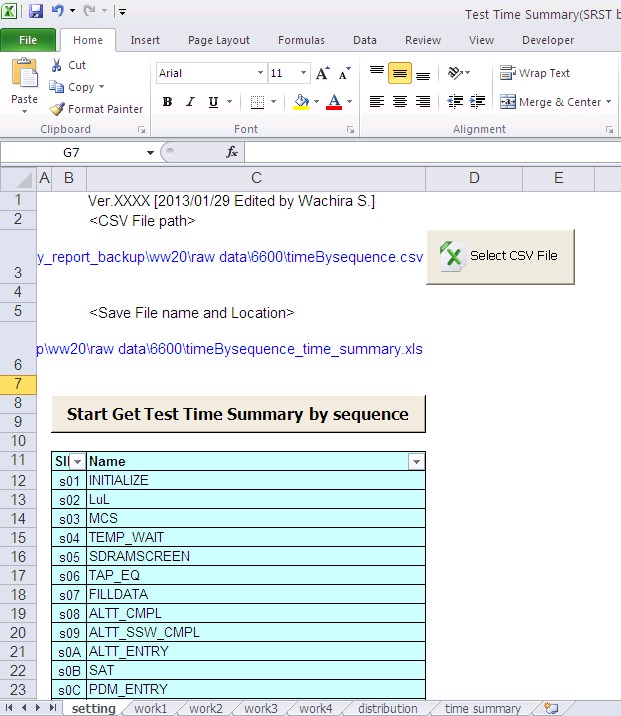 Test Time Summary(SRST b
File Home Insert Page Layout Formulas Data Review View Developer
Paste
Cut
Copy
Format Painter
Clipboard
Arial 11 A A
B I U A
Font
Wrap Text
Merge & Center
Alignment
G7 fx
A B C D E
1 Ver.XXXX [2013/01/29 Edited by Wachira S.]
2 <CSV File path>
3 y_report_backup\ww20\raw data\6600\timeBysequence.csv Select CSV File
4
5 <Save File name and Location>
6 p\ww20\raw data\6600\timeBysequence_time_summary.xls
7
8 Start Get Test Time Summary by sequence
9
10
11 SII Name
12 s01 INITIALIZE
13 s02 LuL
14 s03 MCS
15 s04 TEMP_WAIT
16 s05 SDRAMSCREEN
17 s06 TAP_EQ
18 s07 FILLDATA
19 s08 ALTT_CMPL
20 s09 ALTT_SSW_CMPL
21 s0A ALTT_ENTRY
22 s0B SAT
23 s0C PDM_ENTRY
setting work1 work2 work3 work4 distribution time summary